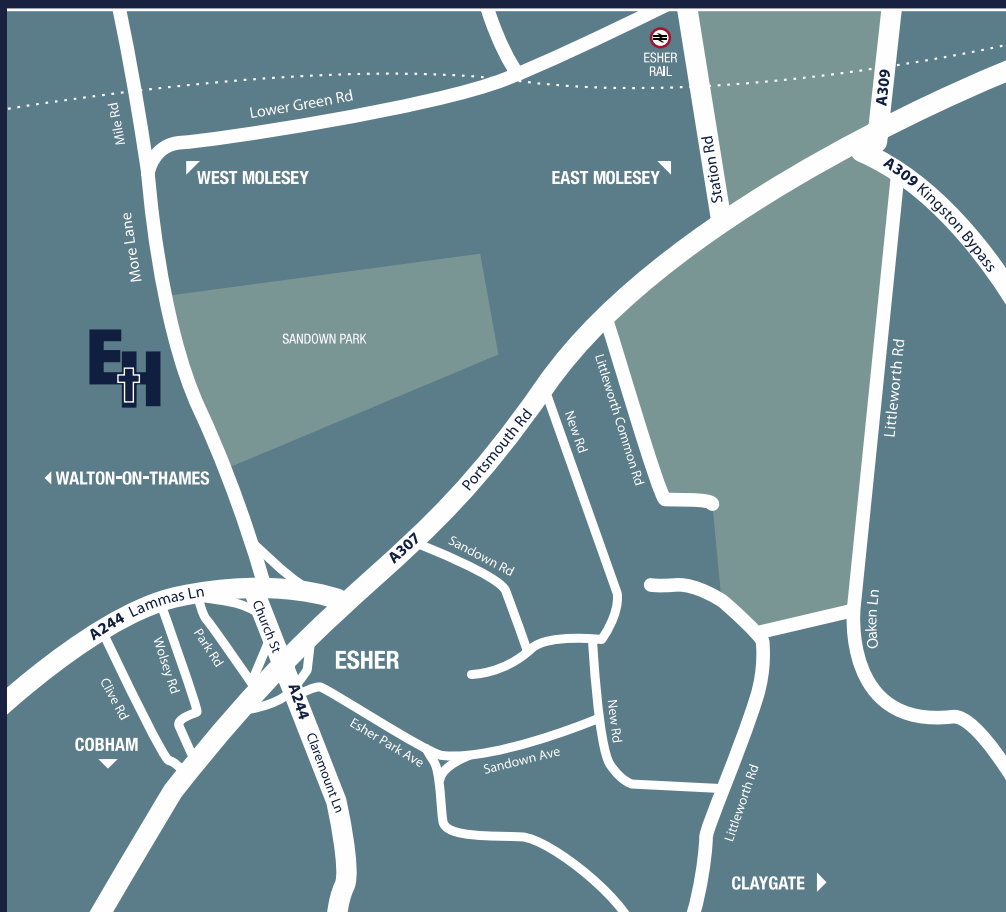 ESHER
RAIL
A309
Mile Rd
Lower Green Rd
WEST MOLESEY
EAST MOLESEY
Station Rd
A309 Kingston Bypass
More Lane
SANDOWN PARK
EH
Littleworth Rd
Littleworth Common Rd
New Rd
Portsmouth Rd
WALTON-ON-THAMES
A307
Sandown Rd
A244 Lammas Ln
Church St
Oaken Ln
Wolsey Rd
Park Rd
ESHER
Clive Rd
A244
Claremount Ln
Esher Park Ave
New Rd
COBHAM
Sandown Ave
Littleworth Rd
CLAYGATE